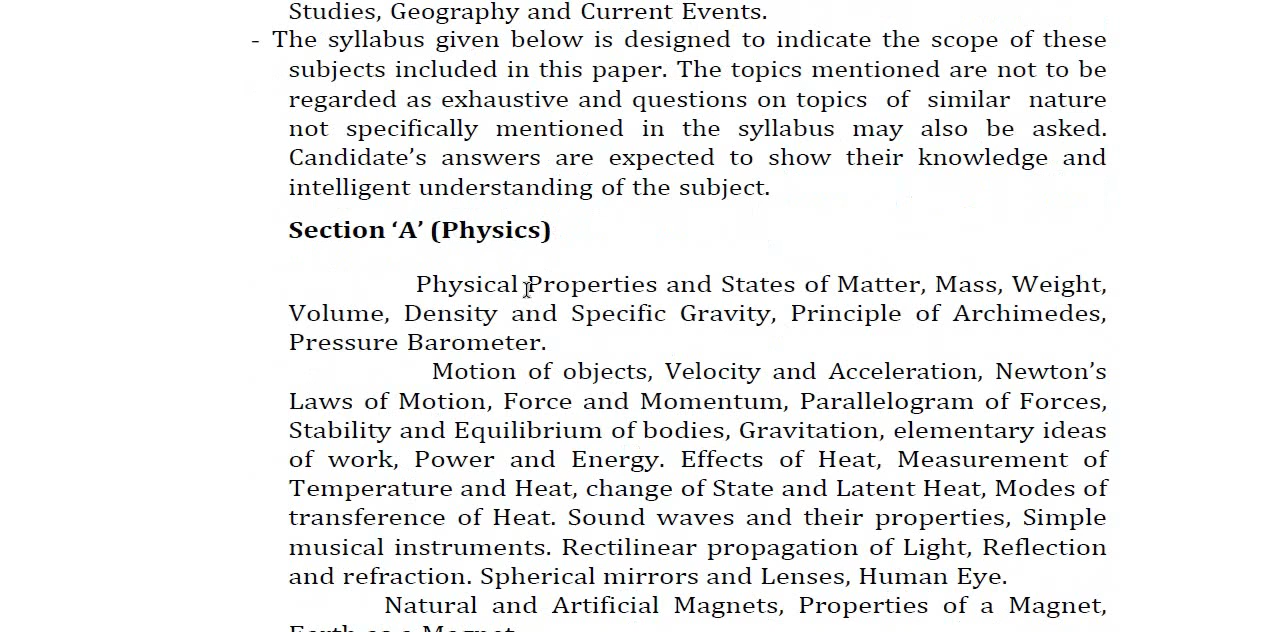 Studies, Geography and Current Events.
- The syllabus given below is designed to indicate the scope of these
subjects included in this paper. The topics mentioned are not to be
regarded as exhaustive and questions on topics of similar nature
not specifically mentioned in the syllabus may also be asked.
Candidate’s answers are expected to show their knowledge and
intelligent understanding of the subject.
Section ‘A’ (Physics)
Physical Properties and States of Matter, Mass, Weight,
Volume, Density and Specific Gravity, Principle of Archimedes,
Pressure Barometer.
Motion of objects, Velocity and Acceleration, Newton’s
Laws of Motion, Force and Momentum, Parallelogram of Forces,
Stability and Equilibrium of bodies, Gravitation, elementary ideas
of work, Power and Energy. Effects of Heat, Measurement of
Temperature and Heat, change of State and Latent Heat, Modes of
transference of Heat. Sound waves and their properties, Simple
musical instruments. Rectilinear propagation of Light, Reflection
and refraction. Spherical mirrors and Lenses, Human Eye.
Natural and Artificial Magnets, Properties of a Magnet,
Earth as a Magnet